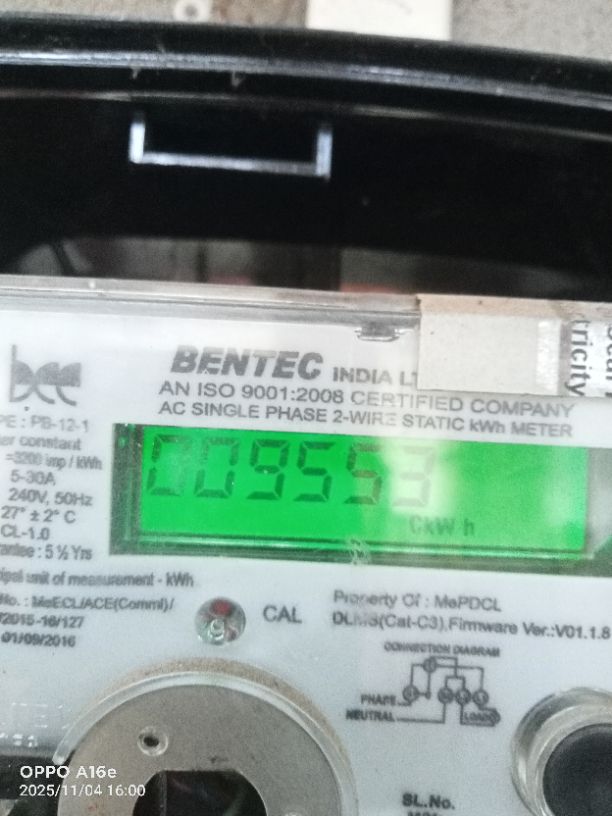 BENTEC INDIA
AN ISO 9001:2008 CERTIFIED COMPANY
AC SINGLE PHASE 2-WIRE STATIC kWh METER
tricity
PB-12-1
constant
=3200 imp / kWh
5-30A
240V, 50Hz
27° ± 2° C
CL-1.0
: 5 ½ Yrs
009553
CkW h
unit of measurement - kWh
No. : MeECL/ACE(Comml)/
2015-16/127
01/09/2016
CAL
Property Of : MePDCL
DLMS(Cat-C3),Firmware Ver.:V01.1.8
CONNECTION DIAGRAM
PHASE
NEUTRAL
LOAD
SL.No.
OPPO A16e
2025/11/04 16:00